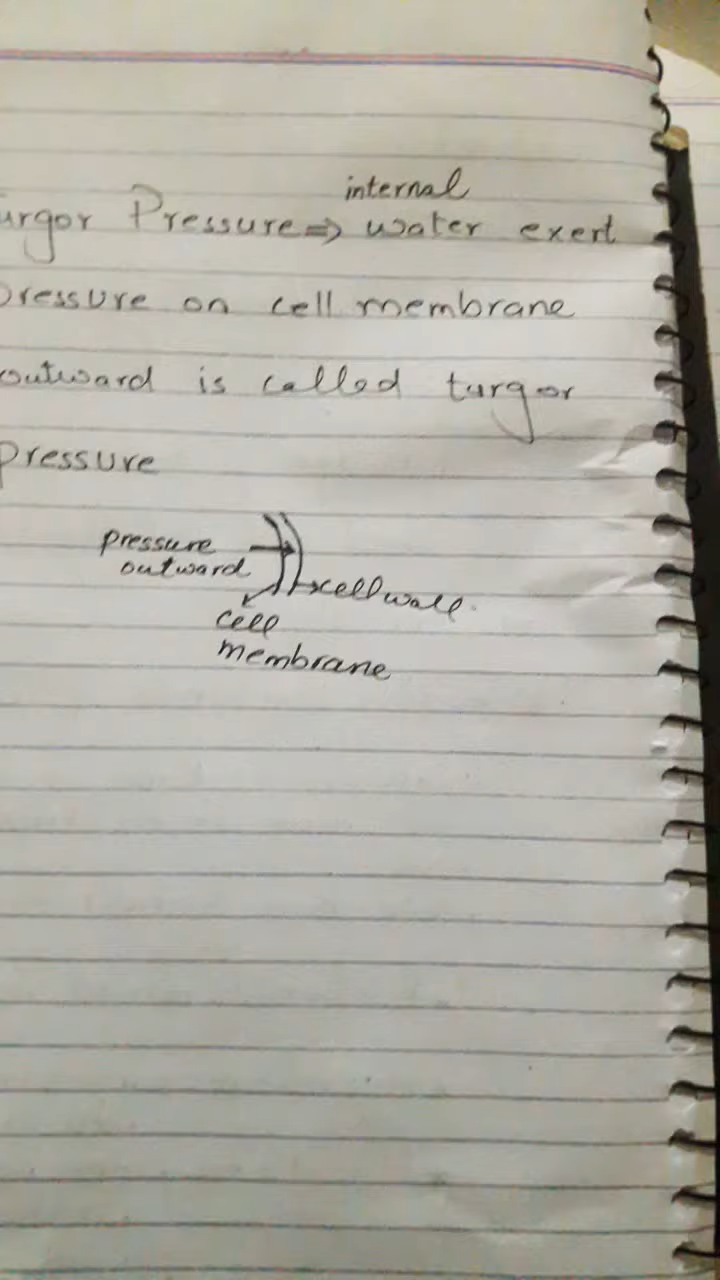 internal
urgor Pressure => water exert
pressure on cell membrane
outward is called turgor
pressure
pressure
outward
cell wall.
cell
membrane